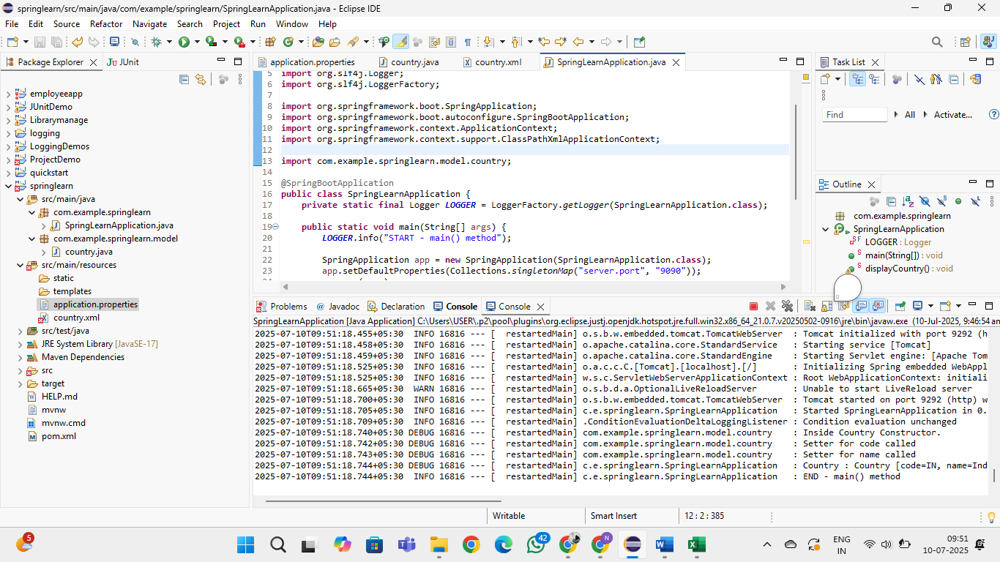 springlearn/src/main/java/com/example/springlearn/SpringLearnApplication.java - Eclipse IDE
File Edit Source Refactor Navigate Search Project Run Window Help
Package Explorer
JUnit
employeeapp
JUnitDemo
Librarymanage
logging
LoggingDemos
ProjectDemo
quickstart
springlearn
src/main/java
com.example.springlearn
SpringLearnApplication.java
com.example.springlearn.model
country.java
src/main/resources
static
templates
application.properties
country.xml
src/test/java
JRE System Library [JavaSE-17]
Maven Dependencies
src
target
HELP.md
mvnw
mvnw.cmd
pom.xml
application.properties country.java country.xml SpringLearnApplication.java
5 import org.slf4j.Logger;
6 import org.slf4j.LoggerFactory;
7
8 import org.springframework.boot.SpringApplication;
9 import org.springframework.boot.autoconfigure.SpringBootApplication;
10 import org.springframework.context.ApplicationContext;
11 import org.springframework.context.support.ClassPathXmlApplicationContext;
12
13 import com.example.springlearn.model.country;
14
15 @SpringBootApplication
16 public class SpringLearnApplication {
17 private static final Logger LOGGER = LoggerFactory.getLogger(SpringLearnApplication.class);
18
19 public static void main(String[] args) {
20 LOGGER.info("START - main() method");
21
22 SpringApplication app = new SpringApplication(SpringLearnApplication.class);
23 app.setDefaultProperties(Collections.singletonMap("server.port", "9090"));
Task List
Find All Activate...
Outline
com.example.springlearn
SpringLearnApplication
LOGGER : Logger
main(String[]) : void
displayCountry() : void
Problems Javadoc Declaration Console Console
SpringLearnApplication [Java Application] C:\Users\USER\.p2\pool\plugins\org.eclipse.justj.openjdk.hotspot.jre.full.win32.x86_64_21.0.7.v20250502-0916\jre\bin\javaw.exe (10-Jul-2025, 9:46:54 am
2025-07-10T09:51:18.455+05:30 INFO 16816 --- [ restartedMain] o.s.b.w.embedded.tomcat.TomcatWebServer : Tomcat initialized with port 9292 (h
2025-07-10T09:51:18.458+05:30 INFO 16816 --- [ restartedMain] o.apache.catalina.core.StandardService : Starting service [Tomcat]
2025-07-10T09:51:18.459+05:30 INFO 16816 --- [ restartedMain] o.apache.catalina.core.StandardEngine : Starting Servlet engine: [Apache Tom
2025-07-10T09:51:18.525+05:30 INFO 16816 --- [ restartedMain] o.a.c.c.C.[Tomcat].[localhost].[/] : Initializing Spring embedded WebAppl
2025-07-10T09:51:18.525+05:30 INFO 16816 --- [ restartedMain] w.s.c.ServletWebServerApplicationContext : Root WebApplicationContext: initiali
2025-07-10T09:51:18.665+05:30 WARN 16816 --- [ restartedMain] o.s.b.d.a.OptionalLiveReloadServer : Unable to start LiveReload server
2025-07-10T09:51:18.700+05:30 INFO 16816 --- [ restartedMain] o.s.b.w.embedded.tomcat.TomcatWebServer : Tomcat started on port 9292 (http) w
2025-07-10T09:51:18.705+05:30 INFO 16816 --- [ restartedMain] c.e.springlearn.SpringLearnApplication : Started SpringLearnApplication in 0.
2025-07-10T09:51:18.709+05:30 INFO 16816 --- [ restartedMain] .ConditionEvaluationDeltaLoggingListener : Condition evaluation unchanged
2025-07-10T09:51:18.740+05:30 DEBUG 16816 --- [ restartedMain] com.example.springlearn.model.country : Inside Country Constructor.
2025-07-10T09:51:18.742+05:30 DEBUG 16816 --- [ restartedMain] com.example.springlearn.model.country : Setter for code called
2025-07-10T09:51:18.743+05:30 DEBUG 16816 --- [ restartedMain] com.example.springlearn.model.country : Setter for name called
2025-07-10T09:51:18.744+05:30 DEBUG 16816 --- [ restartedMain] c.e.springlearn.SpringLearnApplication : Country : Country [code=IN, name=Ind
2025-07-10T09:51:18.744+05:30 INFO 16816 --- [ restartedMain] c.e.springlearn.SpringLearnApplication : END - main() method
Writable Smart Insert 12 : 2 : 385
5
42
N
ENG
IN
09:51
10-07-2025